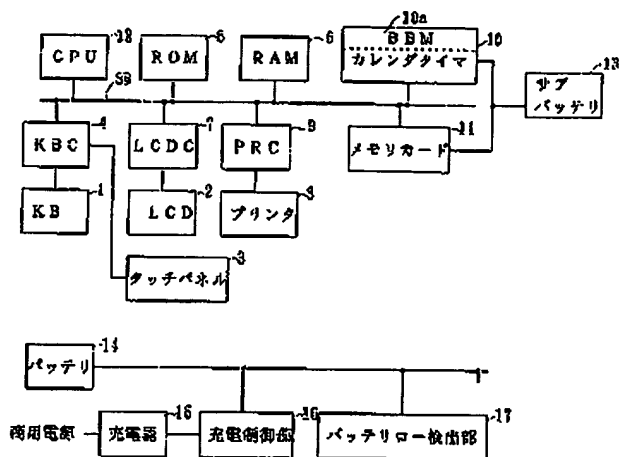 10a
18
CPU
5
ROM
6
RAM
BBM
カレンダタイマ
10
13
サブ
バッテリ
SB
4
KBC
7
LCDC
9
PRC
11
メモリカード
1
KB
2
LCD
8
プリンタ
3
タッチパネル
14
バッテリ
商用電源
15
充電器
16
充電制御部
17
バッテリロー検出部